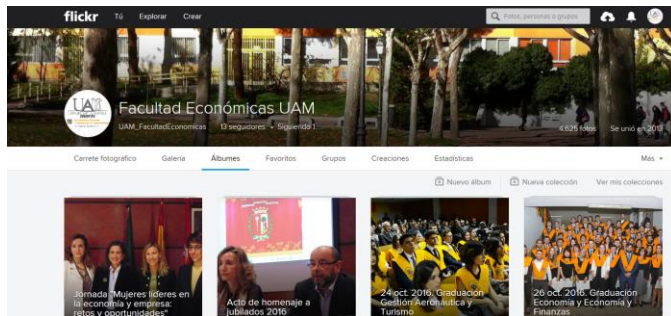 flickr Tú Explorar Crear Fotos, personas o grupos
UAM
Facultad Económicas UAM
UAM_FacultadEconomicas 13 seguidores • Siguiendo 1 4.625 fotos Se unió en 2013
Carrete fotográfico Galería Álbumes Favoritos Grupos Creaciones Estadísticas Más
Nuevo álbum Nueva colección Ver mis colecciones
Jornada "Mujeres líderes en
la economía y empresa:
retos y oportunidades"
Acto de homenaje a
jubilados 2016
24 oct. 2016. Graduación
Gestión Aeronáutica y
Turismo
26 oct. 2016. Graduación
Economía y Economía y
Finanzas